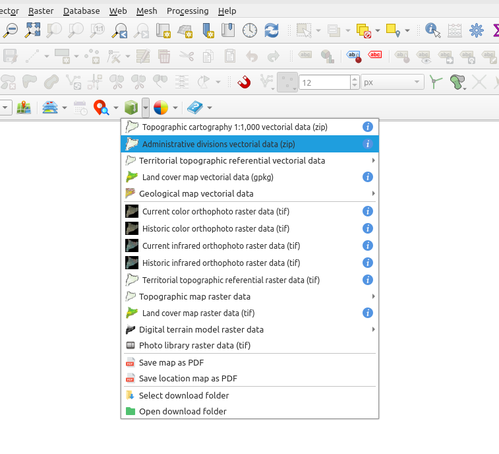 ector Raster Database Web Mesh Processing Help
abc abc
12 px
Topographic cartography 1:1,000 vectorial data (zip)
Administrative divisions vectorial data (zip)
Territorial topographic referential vectorial data
Land cover map vectorial data (gpkg)
Geological map vectorial data
Current color orthophoto raster data (tif)
Historic color orthophoto raster data (tif)
Current infrared orthophoto raster data (tif)
Historic infrared orthophoto raster data (tif)
Territorial topographic referential raster data (tif)
Topographic map raster data
Land cover map raster data (tif)
Digital terrain model raster data
Photo library raster data (tif)
Save map as PDF
Save location map as PDF
Select download folder
Open download folder